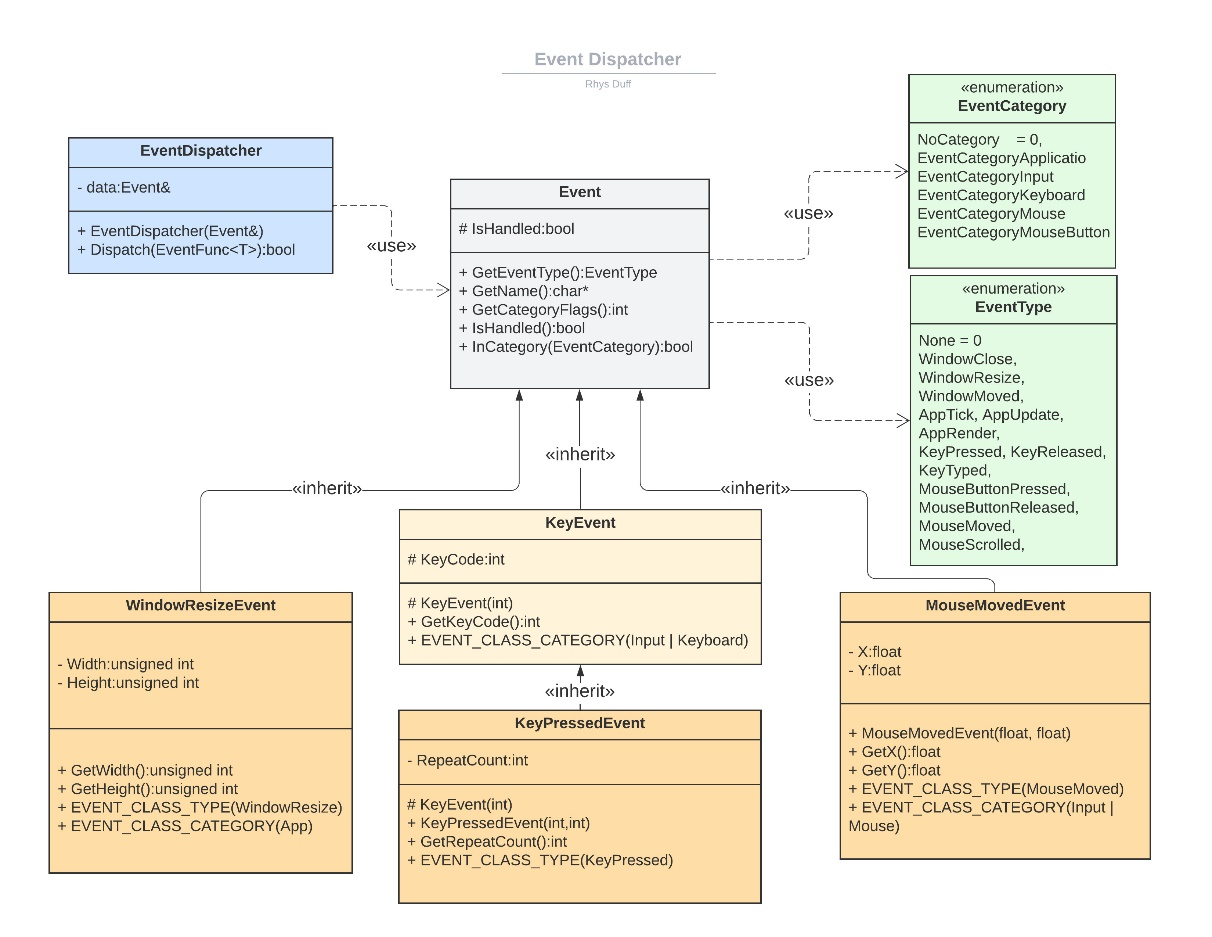 Event Dispatcher
Rhys Duff
EventDispatcher
- data:Event&
+ EventDispatcher(Event&)
+ Dispatch(EventFunc<T>):bool
«use»
Event
# IsHandled:bool
+ GetEventType():EventType
+ GetName():char*
+ GetCategoryFlags():int
+ IsHandled():bool
+ InCategory(EventCategory):bool
«use»
«enumeration»
EventCategory
NoCategory = 0,
EventCategoryApplicatio
EventCategoryInput
EventCategoryKeyboard
EventCategoryMouse
EventCategoryMouseButton
«use»
«enumeration»
EventType
None = 0
WindowClose,
WindowResize,
WindowMoved,
AppTick, AppUpdate,
AppRender,
KeyPressed, KeyReleased,
KeyTyped,
MouseButtonPressed,
MouseButtonReleased,
MouseMoved,
MouseScrolled,
«inherit»
«inherit»
«inherit»
WindowResizeEvent
- Width:unsigned int
- Height:unsigned int
+ GetWidth():unsigned int
+ GetHeight():unsigned int
+ EVENT_CLASS_TYPE(WindowResize)
+ EVENT_CLASS_CATEGORY(App)
KeyEvent
# KeyCode:int
# KeyEvent(int)
+ GetKeyCode():int
+ EVENT_CLASS_CATEGORY(Input | Keyboard)
«inherit»
KeyPressedEvent
- RepeatCount:int
# KeyEvent(int)
+ KeyPressedEvent(int,int)
+ GetRepeatCount():int
+ EVENT_CLASS_TYPE(KeyPressed)
MouseMovedEvent
- X:float
- Y:float
+ MouseMovedEvent(float, float)
+ GetX():float
+ GetY():float
+ EVENT_CLASS_TYPE(MouseMoved)
+ EVENT_CLASS_CATEGORY(Input |
Mouse)